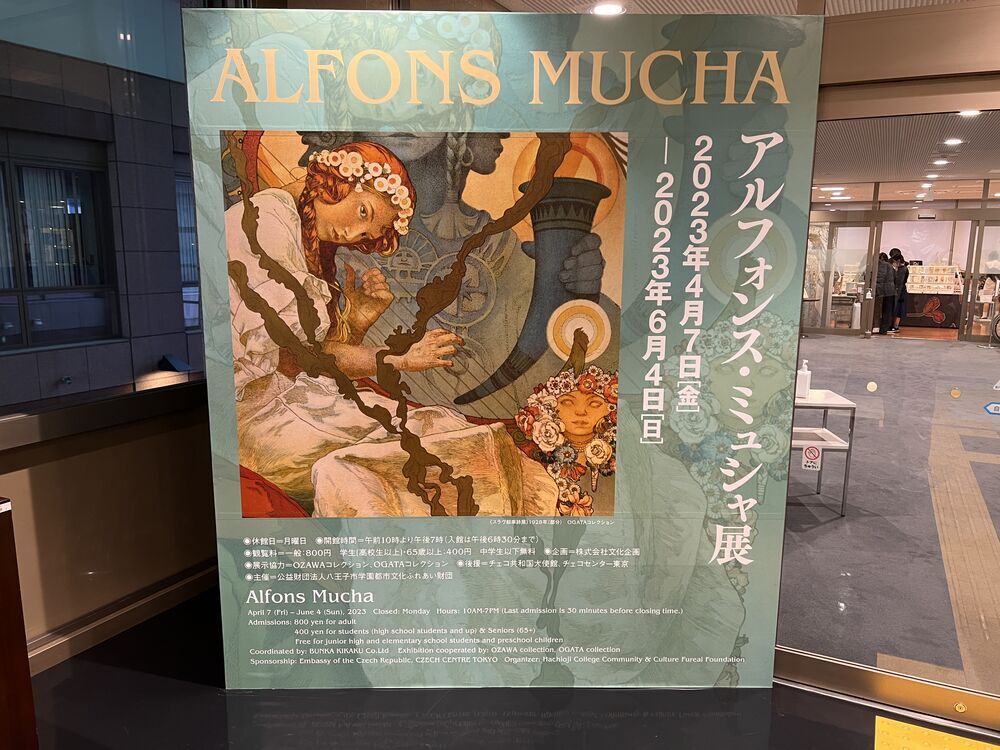 ALFONS MUCHA
アルフォンス・ミュシャ展
2023年4月7日[金]
—2023年6月4日[日]
《スラヴ叙事詩展》1928年(部分) OGATAコレクション
◉休館日=月曜日 ◉開館時間=午前10時より午後7時(入館は午後6時30分まで)
◉観覧料=一般:800円 学生(高校生以上)・65歳以上:400円 中学生以下無料 ◉企画=株式会社文化企画
◉展示協力=OZAWAコレクション、OGATAコレクション ◉後援=チェコ共和国大使館、チェコセンター東京
◉主催=公益財団法人八王子市学園都市文化ふれあい財団
Alfons Mucha
April 7 (Fri) – June 4 (Sun), 2023 Closed: Monday Hours: 10AM-7PM (Last admission is 30 minutes before closing time.)
Admissions: 800 yen for adult
400 yen for students (high school students and up) & Seniors (65+)
Free for junior high and elementary school students and preschool children
Coordinated by: BUNKA KIKAKU Co.Ltd Exhibition cooperated by: OZAWA collection, OGATA collection
Sponsorship: Embassy of the Czech Republic, CZECH CENTRE TOKYO Organizer: Hachioji College Community & Culture Fureai Foundation